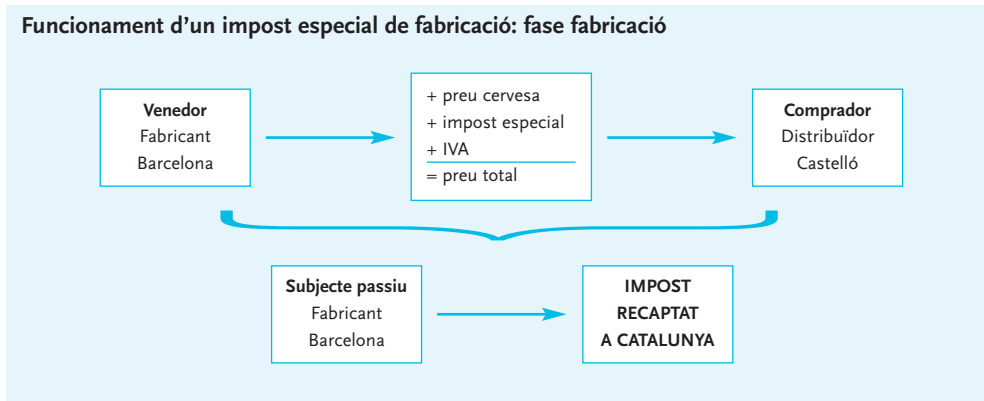 Funcionament d'un impost especial de fabricació: fase fabricació
Venedor
Fabricant
Barcelona
+ preu cervesa
+ impost especial
+ IVA
= preu total
Comprador
Distribuïdor
Castelló
Subjecte passiu
Fabricant
Barcelona
IMPOST
RECAPTAT
A CATALUNYA